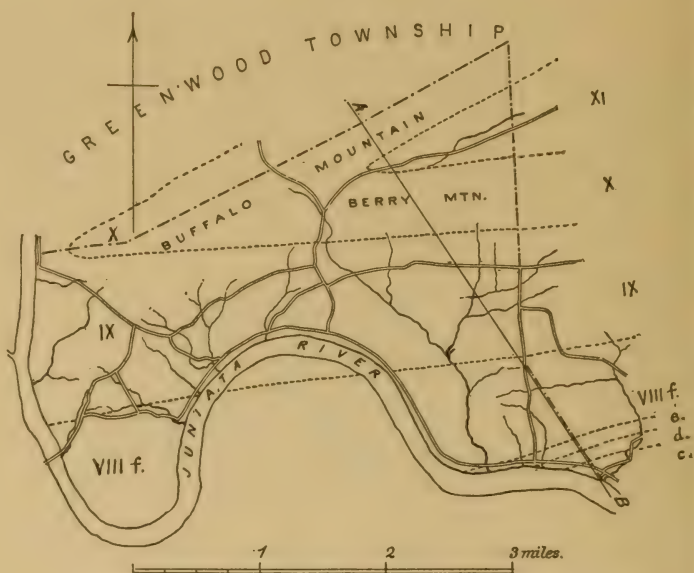 GREENWOOD TOWNSHIP
A
XI
BUFFALO MOUNTAIN
BERRY MTN.
X
X
IX
IX
JUNIATA RIVER
VIII f.
e.
d.
c.
VIII f.
B
1 2 3 miles.